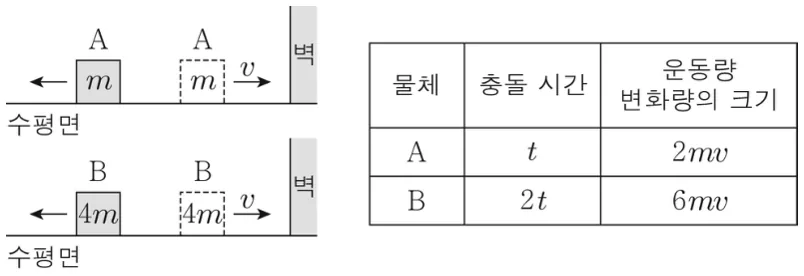 A A
m m v 벽
수평면
B B
4m 4m v 벽
수평면
물체 충돌 시간 운동량 변화량의 크기
A t 2mv
B 2t 6mv